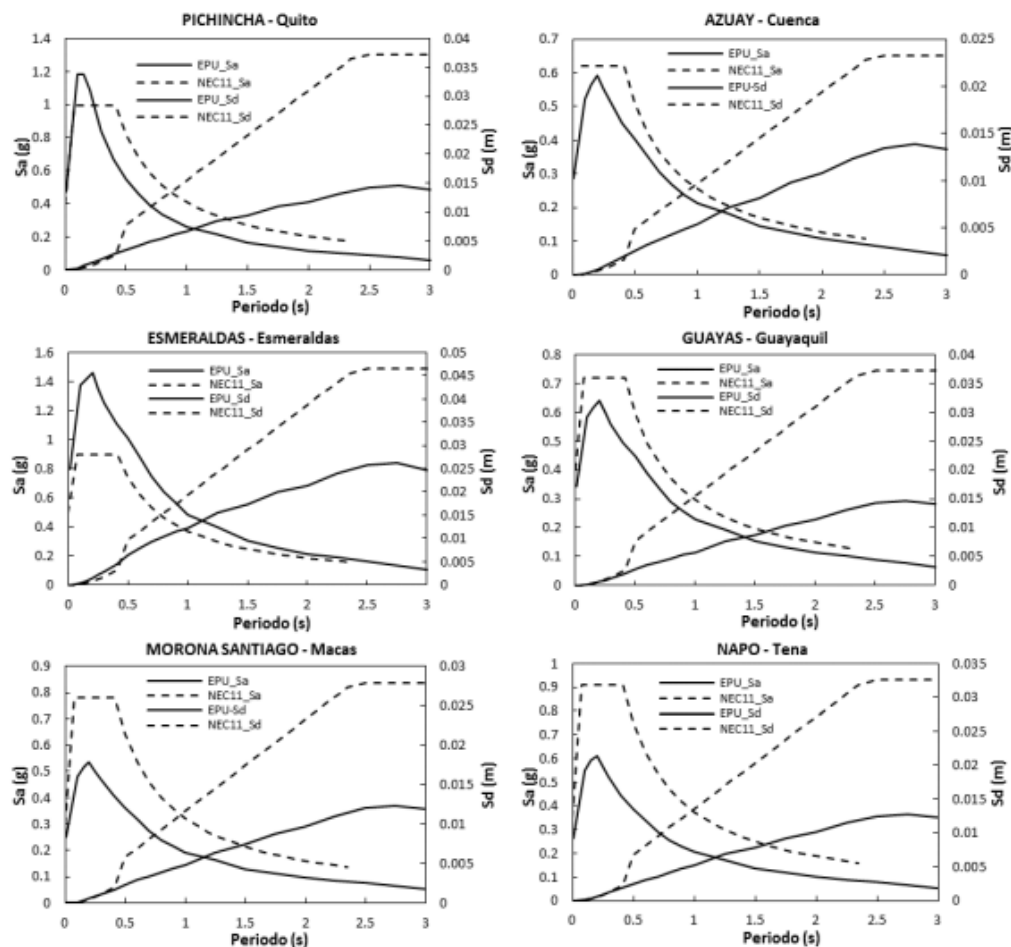 PICHINCHA - Quito
1.4
1.2
1
0.8
0.6
0.4
0.2
0
Sa (g)
EPU_Sa
NEC11_Sa
EPU_Sd
NEC11_Sd
0.04
0.035
0.03
0.025
0.02
0.015
0.01
0.005
0
Sd (m)
0 0.5 1 1.5 2 2.5 3
Periodo (s)
AZUAY - Cuenca
0.7
0.6
0.5
0.4
0.3
0.2
0.1
0
Sa (g)
EPU_Sa
NEC11_Sa
EPU-Sd
NEC11_Sd
0.025
0.02
0.015
0.01
0.005
0
Sd (m)
0 0.5 1 1.5 2 2.5 3
Periodo (s)
ESMERALDAS - Esmeraldas
1.6
1.4
1.2
1
0.8
0.6
0.4
0.2
0
Sa (g)
EPU_Sa
NEC11_Sa
EPU_Sd
NEC11_Sd
0.05
0.045
0.04
0.035
0.03
0.025
0.02
0.015
0.01
0.005
0
Sd (m)
0 0.5 1 1.5 2 2.5 3
Periodo (s)
GUAYAS - Guayaquil
0.8
0.7
0.6
0.5
0.4
0.3
0.2
0.1
0
Sa (g)
EPU_Sa
NEC11_Sa
EPU_Sd
NEC11_Sd
0.04
0.035
0.03
0.025
0.02
0.015
0.01
0.005
0
Sd (m)
0 0.5 1 1.5 2 2.5 3
Periodo (s)
MORONA SANTIAGO - Macas
0.9
0.8
0.7
0.6
0.5
0.4
0.3
0.2
0.1
0
Sa (g)
EPU_Sa
NEC11_Sa
EPU-Sd
NEC11_Sd
0.03
0.025
0.02
0.015
0.01
0.005
0
Sd (m)
0 0.5 1 1.5 2 2.5 3
Periodo (s)
NAPO - Tena
1
0.9
0.8
0.7
0.6
0.5
0.4
0.3
0.2
0.1
0
Sa (g)
EPU_Sa
NEC11_Sa
EPU_Sd
NEC11_Sd
0.035
0.03
0.025
0.02
0.015
0.01
0.005
0
Sd (m)
0 0.5 1 1.5 2 2.5 3
Periodo (s)